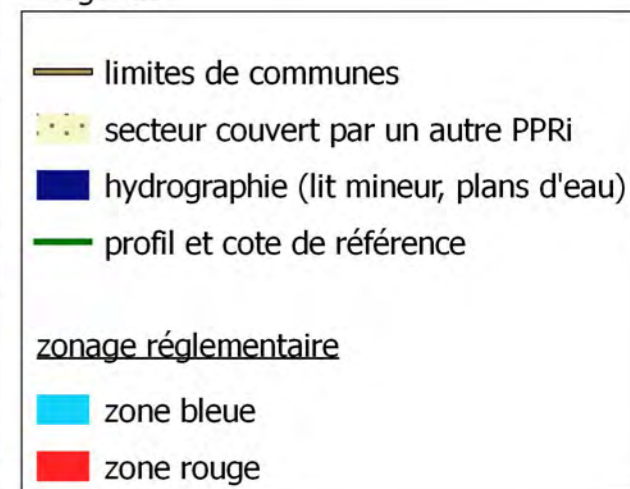 limites de communes
secteur couvert par un autre PPRi
hydrographie (lit mineur, plans d'eau)
profil et cote de référence
zonage réglementaire
zone bleue
zone rouge